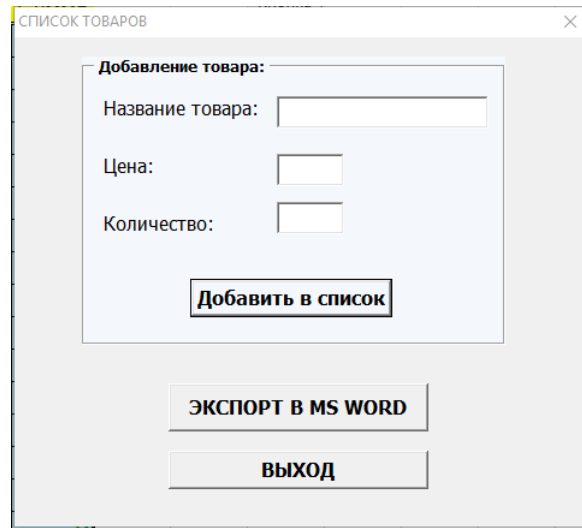 СПИСОК ТОВАРОВ
Добавление товара:
Название товара:
Цена:
Количество:
Добавить в список
ЭКСПОРТ В MS WORD
ВЫХОД